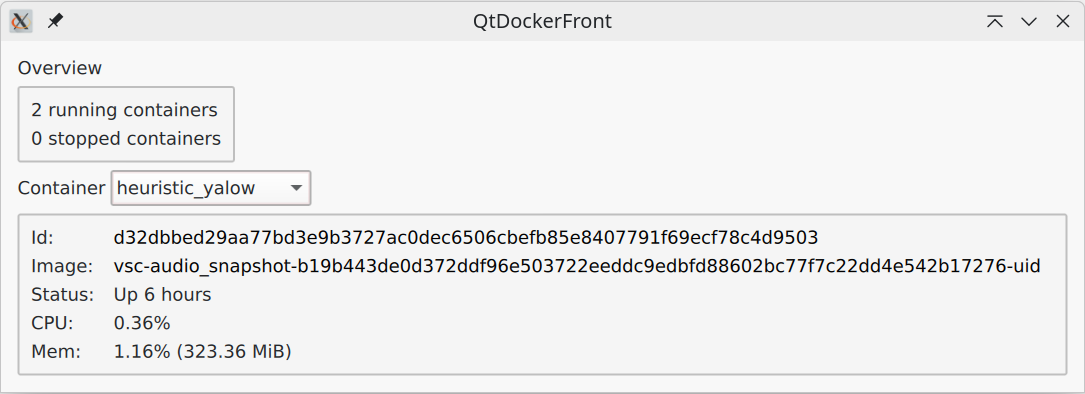 QtDockerFront
Overview
2 running containers
0 stopped containers
Container heuristic_yalow
Id: d32dbbed29aa77bd3e9b3727ac0dec6506cbefb85e8407791f69ecf78c4d9503
Image: vsc-audio_snapshot-b19b443de0d372ddf96e503722eeddc9edbfd88602bc77f7c22dd4e542b17276-uid
Status: Up 6 hours
CPU: 0.36%
Mem: 1.16% (323.36 MiB)